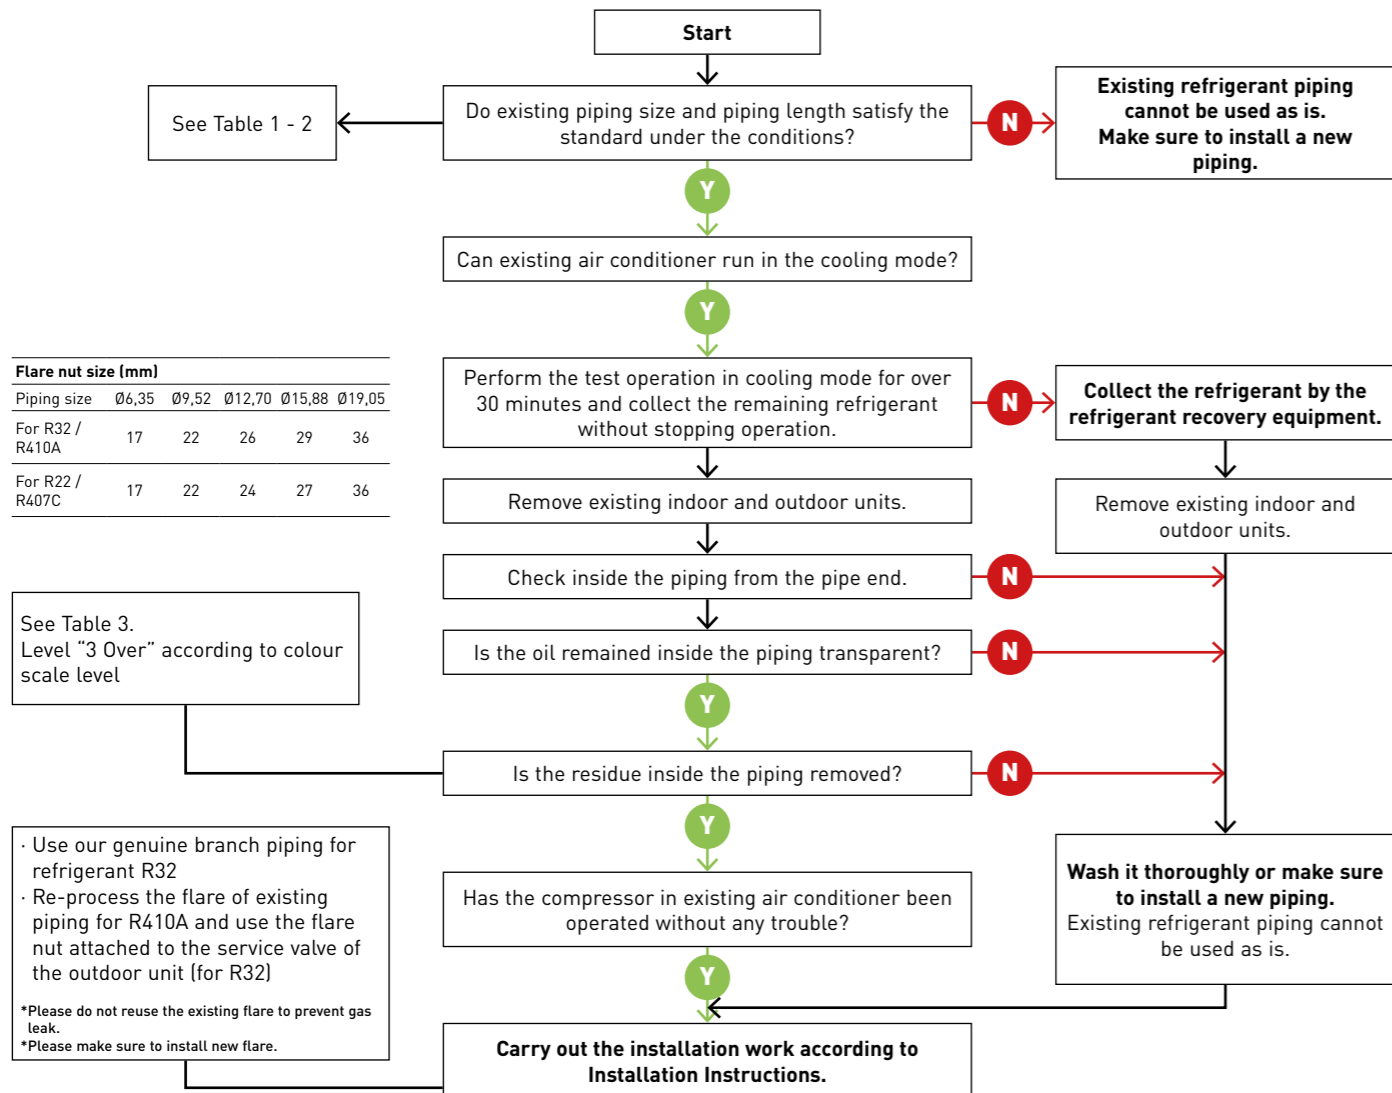 Start
See Table 1 - 2
Do existing piping size and piping length satisfy the
standard under the conditions?
N
Existing refrigerant piping
cannot be used as is.
Make sure to install a new
piping.
Y
Can existing air conditioner run in the cooling mode?
Y
Flare nut size (mm)
Piping size Ø6,35 Ø9,52 Ø12,70 Ø15,88 Ø19,05
For R32 /
R410A 17 22 26 29 36
For R22 /
R407C 17 22 24 27 36
Perform the test operation in cooling mode for over
30 minutes and collect the remaining refrigerant
without stopping operation.
N
Collect the refrigerant by the
refrigerant recovery equipment.
Remove existing indoor and outdoor units.
Remove existing indoor and
outdoor units.
Check inside the piping from the pipe end.
N
See Table 3.
Level “3 Over” according to colour
scale level
Is the oil remained inside the piping transparent?
N
Y
Is the residue inside the piping removed?
N
Y
· Use our genuine branch piping for
refrigerant R32
· Re-process the flare of existing
piping for R410A and use the flare
nut attached to the service valve of
the outdoor unit (for R32)
*Please do not reuse the existing flare to prevent gas
leak.
*Please make sure to install new flare.
Has the compressor in existing air conditioner been
operated without any trouble?
Wash it thoroughly or make sure
to install a new piping.
Existing refrigerant piping cannot
be used as is.
Y
Carry out the installation work according to
Installation Instructions.